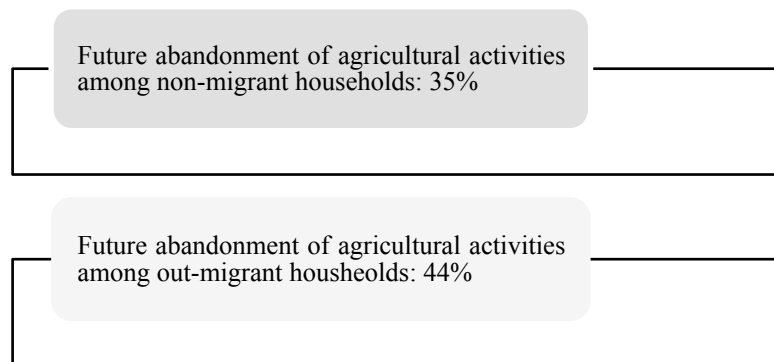 Future abandonment of agricultural activities
among non-migrant households: 35%
Future abandonment of agricultural activities
among out-migrant housheolds: 44%